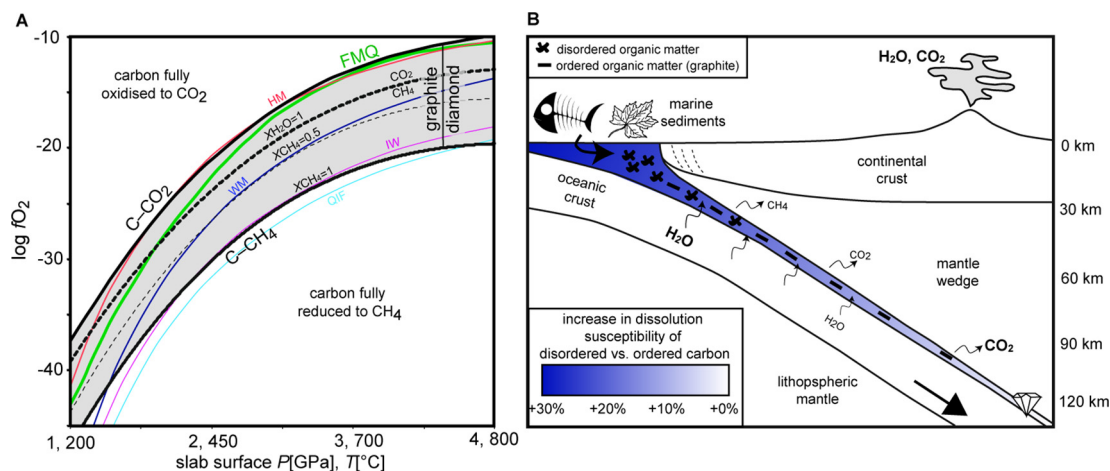 A
-10
-20
-30
-40
log fO₂
1, 200
2, 450
3, 700
4, 800
slab surface P[GPa], T[°C]
carbon fully
oxidised to CO₂
HM
FMQ
CO₂
CH₄
graphite
diamond
XH₂O=1
XCH₄=0.5
WM
XCH₄=1
IW
QIF
C–CO₂
C–CH₄
carbon fully
reduced to CH₄
B
disordered organic matter
ordered organic matter (graphite)
H₂O, CO₂
marine
sediments
0 km
continental
crust
oceanic
crust
CH₄
30 km
H₂O
CO₂
mantle
wedge
60 km
H₂O
increase in dissolution
susceptibility of
disordered vs. ordered carbon
+30%
+20%
+10%
+0%
CO₂
90 km
lithopspheric
mantle
120 km